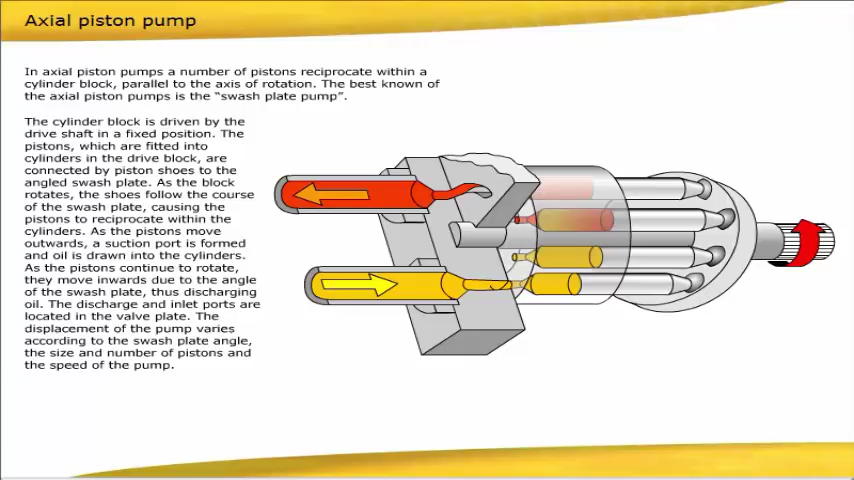 Axial piston pump
In axial piston pumps a number of pistons reciprocate within a
cylinder block, parallel to the axis of rotation. The best known of
the axial piston pumps is the “swash plate pump”.
The cylinder block is driven by the
drive shaft in a fixed position. The
pistons, which are fitted into
cylinders in the drive block, are
connected by piston shoes to the
angled swash plate. As the block
rotates, the shoes follow the course
of the swash plate, causing the
pistons to reciprocate within the
cylinders. As the pistons move
outwards, a suction port is formed
and oil is drawn into the cylinders.
As the pistons continue to rotate,
they move inwards due to the angle
of the swash plate, thus discharging
oil. The discharge and inlet ports are
located in the valve plate. The
displacement of the pump varies
according to the swash plate angle,
the size and number of pistons and
the speed of the pump.